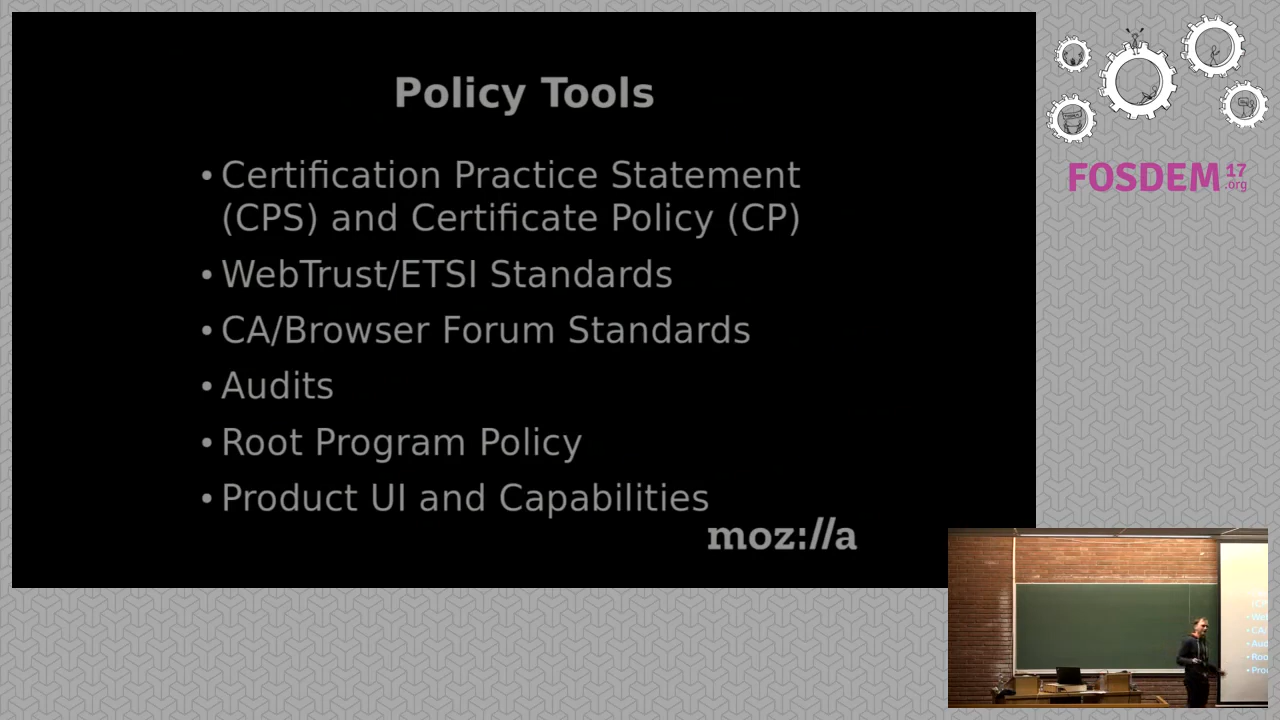 Policy Tools
• Certification Practice Statement
(CPS) and Certificate Policy (CP)
• WebTrust/ETSI Standards
• CA/Browser Forum Standards
• Audits
• Root Program Policy
• Product UI and Capabilities
moz://a
FOSDEM 17
.org